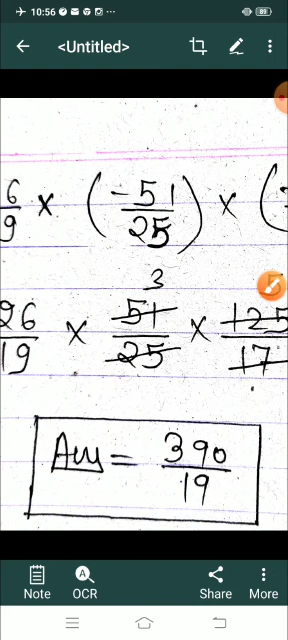 10:56
89
<Untitled>
6/9 × (-51/25) × (
3
26/19 × 51/25 × 125/17
Ans = 390/19
Note OCR Share More